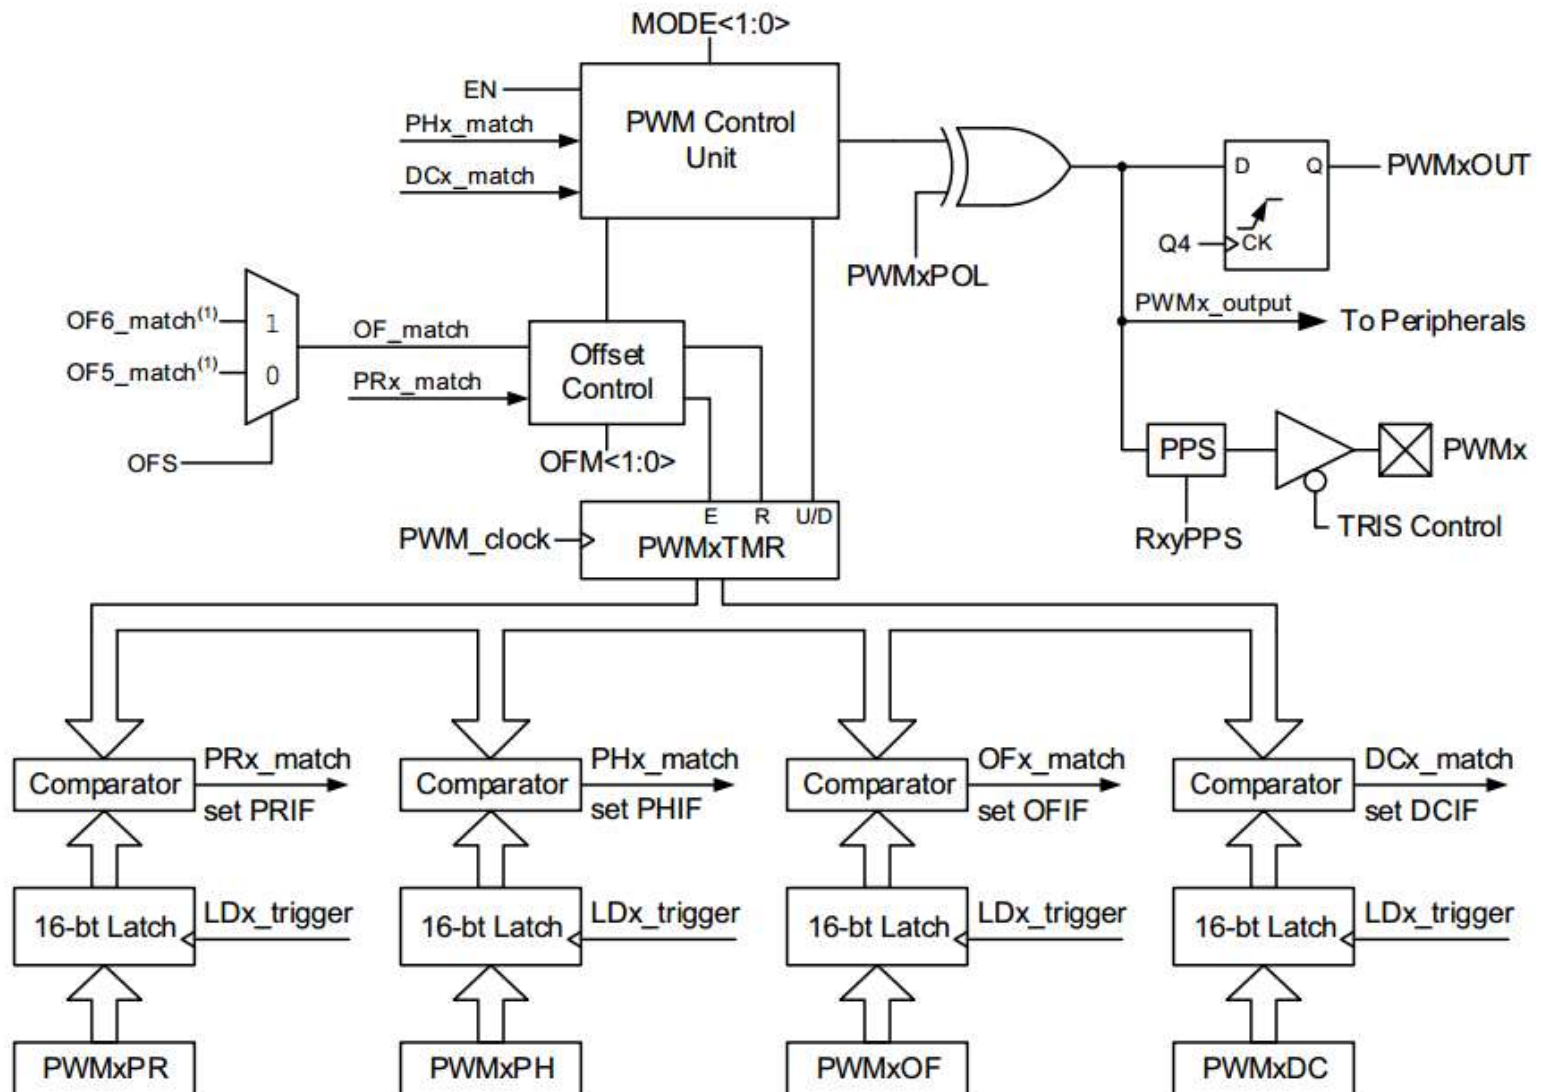 MODE<1:0>
EN
PHx_match
DCx_match
PWM Control
Unit
PWMxPOL
D
Q
PWMxOUT
Q4
CK
PWMx_output
To Peripherals
OF6_match(1)
1
OF5_match(1)
0
OFS
OF_match
PRx_match
Offset
Control
OFM<1:0>
PPS
PWMx
RxyPPS
TRIS Control
PWM_clock
E
R
U/D
PWMxTMR
Comparator
PRx_match
set PRIF
Comparator
PHx_match
set PHIF
Comparator
OFx_match
set OFIF
Comparator
DCx_match
set DCIF
16-bt Latch
LDx_trigger
16-bt Latch
LDx_trigger
16-bt Latch
LDx_trigger
16-bt Latch
LDx_trigger
PWMxPR
PWMxPH
PWMxOF
PWMxDC